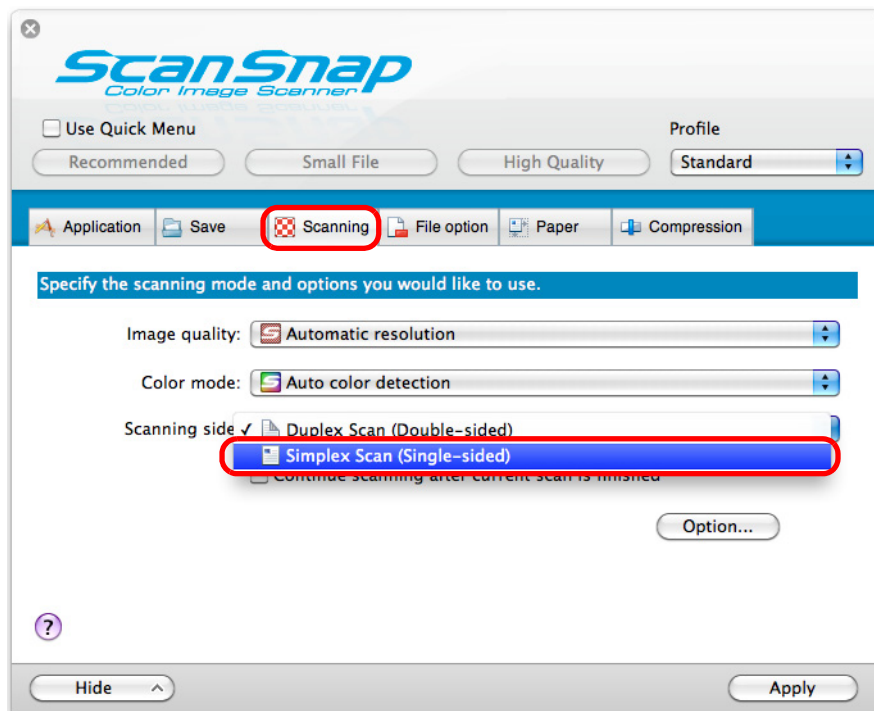 ScanSnap
Color Image Scanner
Use Quick Menu
Profile
Recommended Small File High Quality Standard
Application Save Scanning File option Paper Compression
Specify the scanning mode and options you would like to use.
Image quality: Automatic resolution
Color mode: Auto color detection
Scanning side ✓ Duplex Scan (Double-sided)
Simplex Scan (Single-sided)
Continue scanning after current scan is finished
Option...
?
Hide Apply